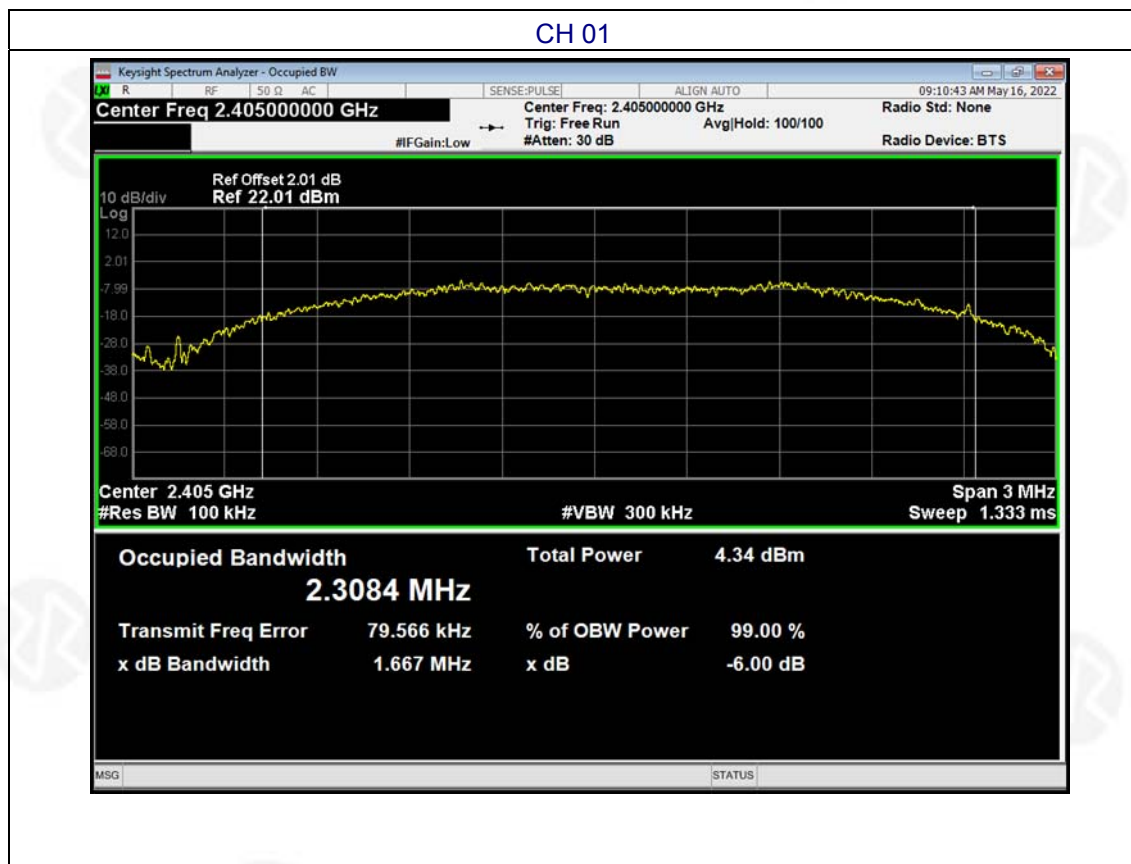 CH 01
Keysight Spectrum Analyzer - Occupied BW
LXI R RF 50 Ω AC SENSE:PULSE ALIGN AUTO 09:10:43 AM May 16, 2022
Center Freq 2.405000000 GHz
Center Freq: 2.405000000 GHz
Radio Std: None
Trig: Free Run Avg|Hold: 100/100
#IFGain:Low #Atten: 30 dB
Radio Device: BTS
Ref Offset 2.01 dB
10 dB/div Ref 22.01 dBm
Log
12.0
2.01
-7.99
-18.0
-28.0
-38.0
-48.0
-58.0
-68.0
Center 2.405 GHz Span 3 MHz
#Res BW 100 kHz #VBW 300 kHz Sweep 1.333 ms
Occupied Bandwidth Total Power 4.34 dBm
2.3084 MHz
Transmit Freq Error 79.566 kHz % of OBW Power 99.00 %
x dB Bandwidth 1.667 MHz x dB -6.00 dB
MSG STATUS